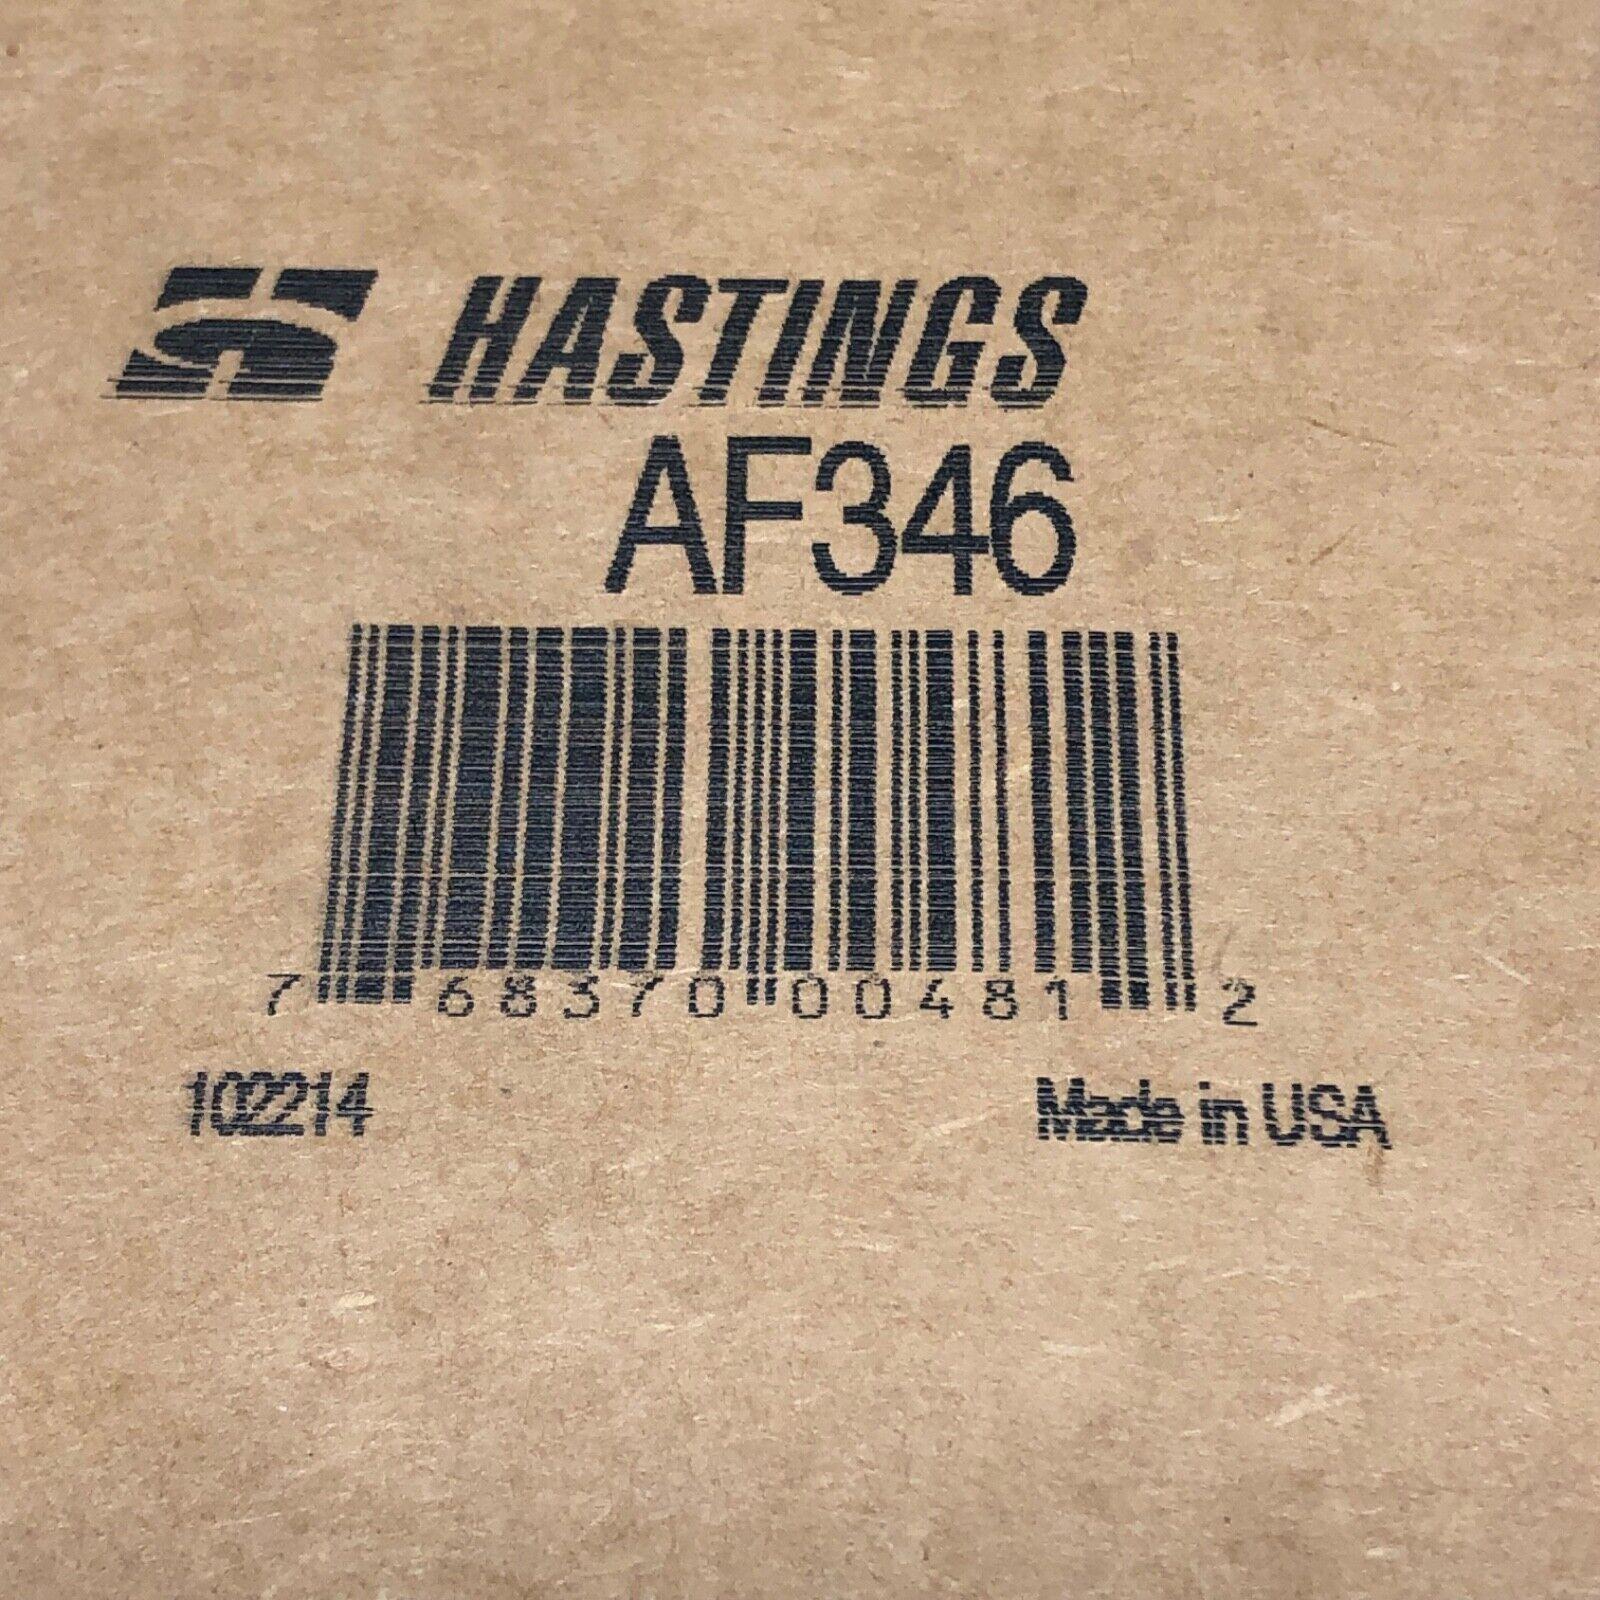 HASTINGS
AF346
7 68370 00481 2
102214
Made in USA